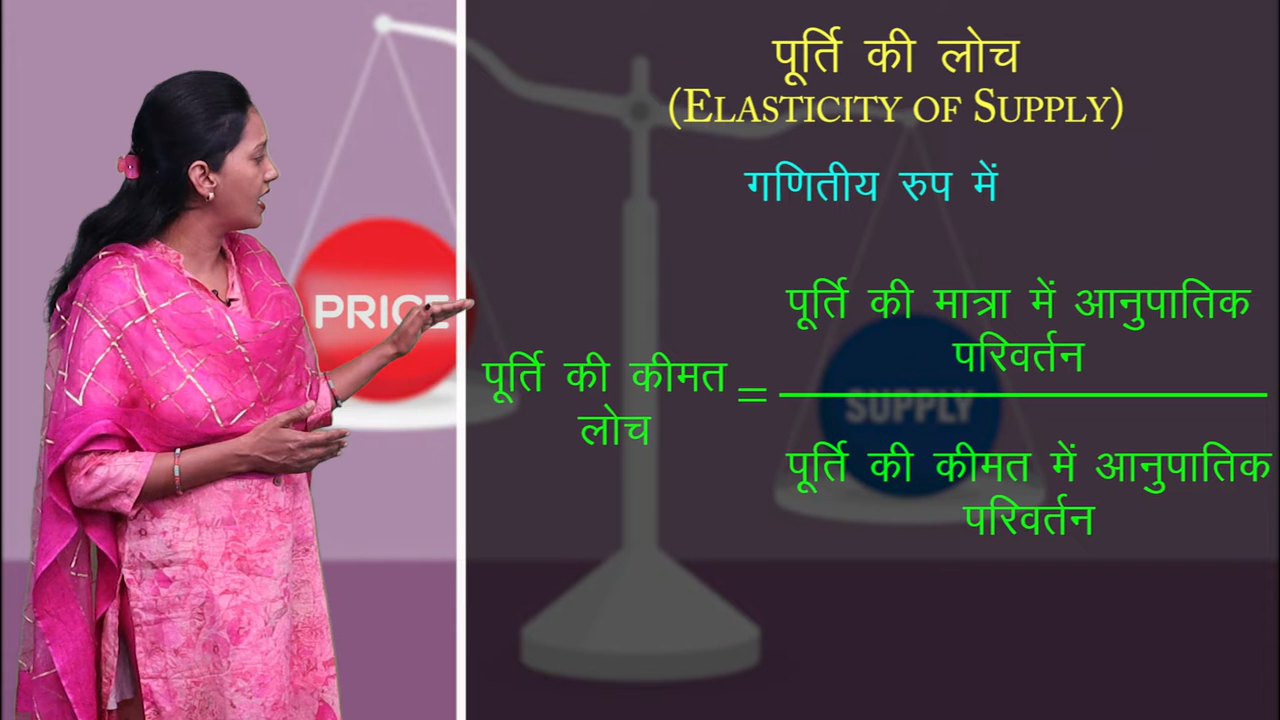 पूर्ति की लोच
(ELASTICITY OF SUPPLY)
गणितीय रुप में
PRICE
पूर्ति की कीमत
लोच
=
पूर्ति की मात्रा में आनुपातिक
परिवर्तन
SUPPLY
पूर्ति की कीमत में आनुपातिक
परिवर्तन